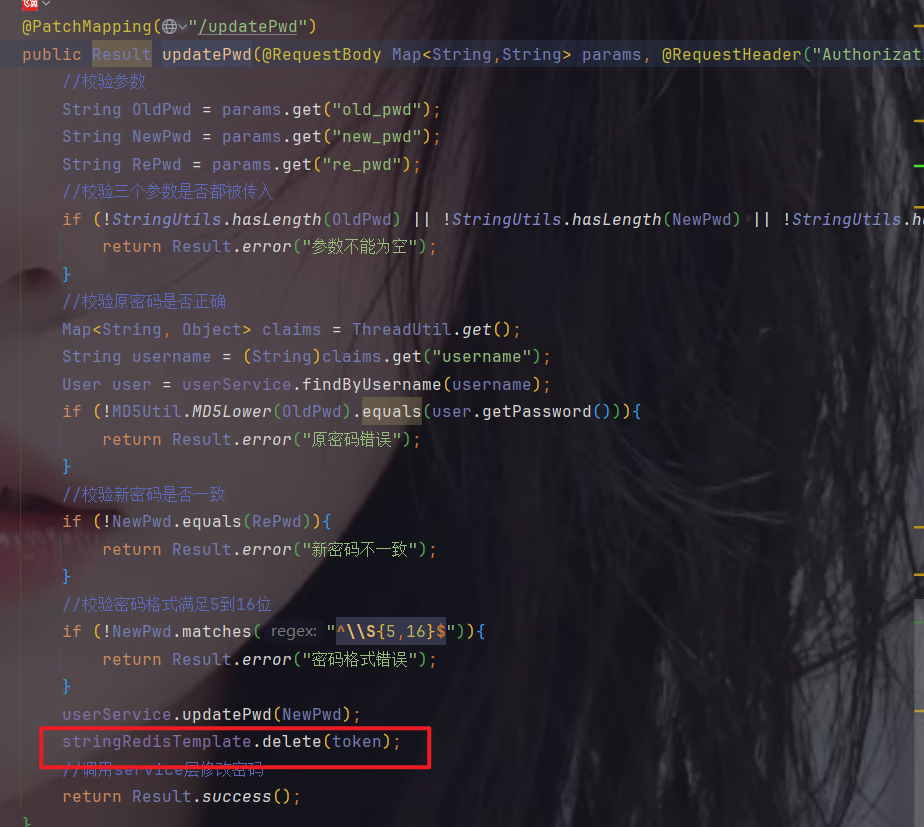 @PatchMapping("/updatePwd")
public Result updatePwd(@RequestBody Map<String,String> params, @RequestHeader("Authorizat
//校验参数
String OldPwd = params.get("old_pwd");
String NewPwd = params.get("new_pwd");
String RePwd = params.get("re_pwd");
//校验三个参数是否都被传入
if (!StringUtils.hasLength(OldPwd) || !StringUtils.hasLength(NewPwd) || !StringUtils.ha
return Result.error("参数不能为空");
}
//校验原密码是否正确
Map<String, Object> claims = ThreadUtil.get();
String username = (String)claims.get("username");
User user = userService.findByUsername(username);
if (!MD5Util.MD5Lower(OldPwd).equals(user.getPassword())){
return Result.error("原密码错误");
}
//校验新密码是否一致
if (!NewPwd.equals(RePwd)){
return Result.error("新密码不一致");
}
//校验密码格式满足5到16位
if (!NewPwd.matches( regex: "^\\S{5,16}$")){
return Result.error("密码格式错误");
}
userService.updatePwd(NewPwd);
stringRedisTemplate.delete(token);
//调用service层修改密码
return Result.success();
}